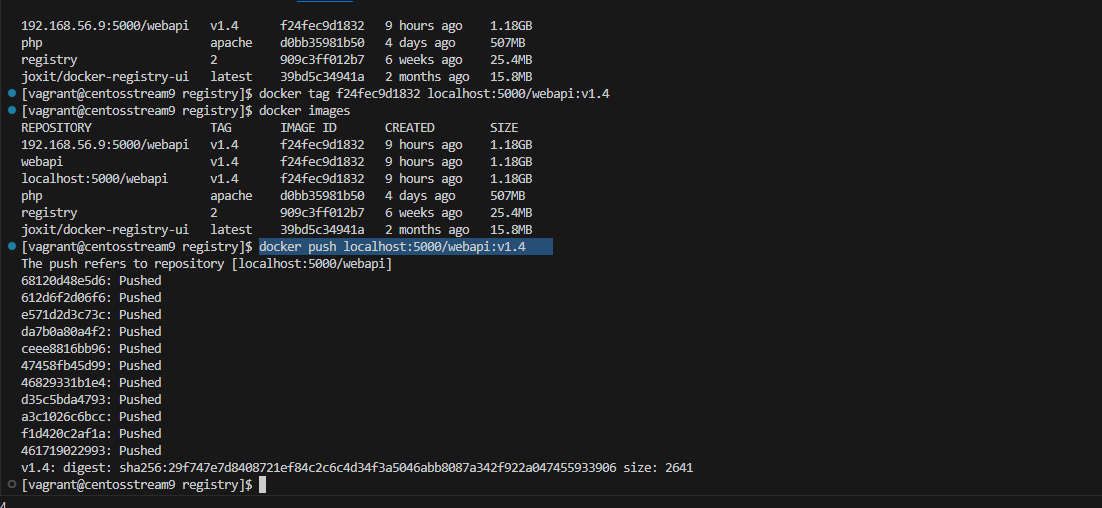 192.168.56.9:5000/webapi v1.4 f24fec9d1832 9 hours ago 1.18GB
php apache d0bb35981b50 4 days ago 507MB
registry 2 909c3ff012b7 6 weeks ago 25.4MB
joxit/docker-registry-ui latest 39bd5c34941a 2 months ago 15.8MB
[vagrant@centosstream9 registry]$ docker tag f24fec9d1832 localhost:5000/webapi:v1.4
[vagrant@centosstream9 registry]$ docker images
REPOSITORY TAG IMAGE ID CREATED SIZE
192.168.56.9:5000/webapi v1.4 f24fec9d1832 9 hours ago 1.18GB
webapi v1.4 f24fec9d1832 9 hours ago 1.18GB
localhost:5000/webapi v1.4 f24fec9d1832 9 hours ago 1.18GB
php apache d0bb35981b50 4 days ago 507MB
registry 2 909c3ff012b7 6 weeks ago 25.4MB
joxit/docker-registry-ui latest 39bd5c34941a 2 months ago 15.8MB
[vagrant@centosstream9 registry]$ docker push localhost:5000/webapi:v1.4
The push refers to repository [localhost:5000/webapi]
68120d48e5d6: Pushed
612d6f2d06f6: Pushed
e571d2d3c73c: Pushed
da7b0a80a4f2: Pushed
ceee8816bb96: Pushed
47458fb45d99: Pushed
46829331b1e4: Pushed
d35c5bda4793: Pushed
a3c1026c6bcc: Pushed
f1d420c2af1a: Pushed
461719022993: Pushed
v1.4: digest: sha256:29f747e7d8408721ef84c2c6c4d34f3a5046abb8087a342f922a047455933906 size: 2641
[vagrant@centosstream9 registry]$
4